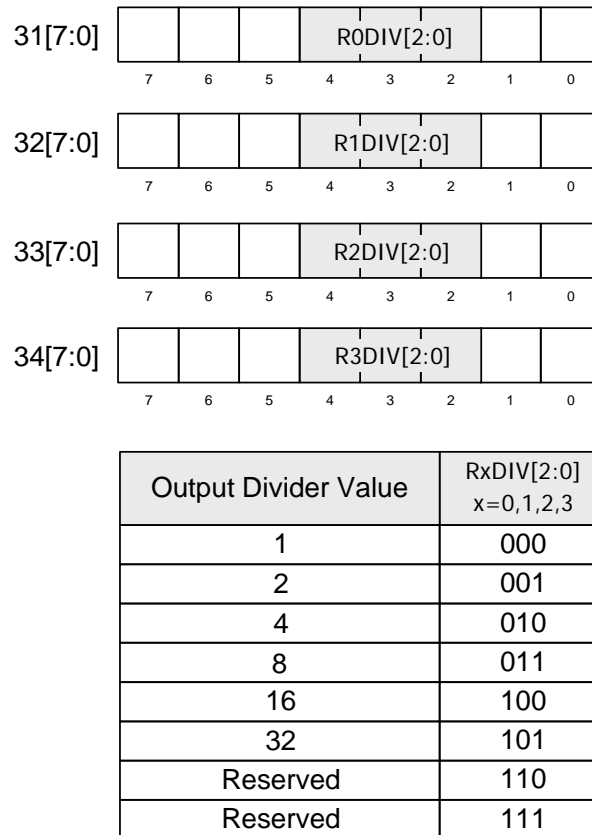 31[7:0] R0DIV[2:0]
7 6 5 4 3 2 1 0
32[7:0] R1DIV[2:0]
7 6 5 4 3 2 1 0
33[7:0] R2DIV[2:0]
7 6 5 4 3 2 1 0
34[7:0] R3DIV[2:0]
7 6 5 4 3 2 1 0
Output Divider Value RxDIV[2:0]
x=0,1,2,3
1 000
2 001
4 010
8 011
16 100
32 101
Reserved 110
Reserved 111